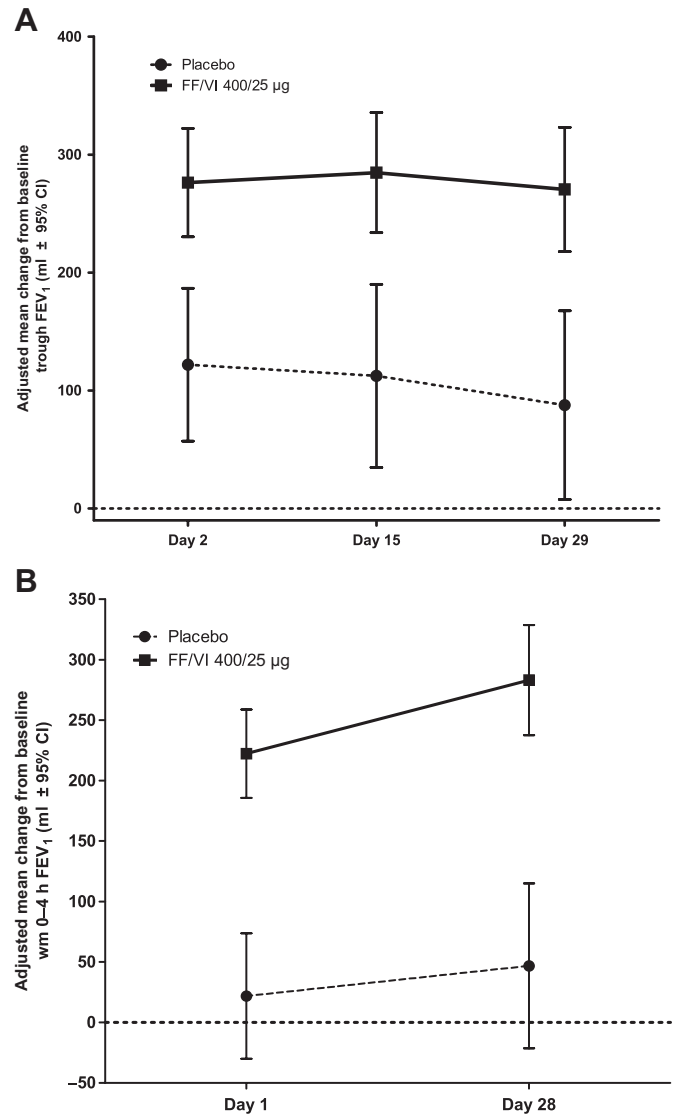 A
400
Placebo
FF/VI 400/25 µg
300
200
100
0
Adjusted mean change from baseline
trough FEV₁ (ml ± 95% CI)
Day 2 Day 15 Day 29
B
350
Placebo
FF/VI 400/25 µg
300
250
200
150
100
50
0
–50
Adjusted mean change from baseline
wm 0–4 h FEV₁ (ml ± 95% CI)
Day 1 Day 28